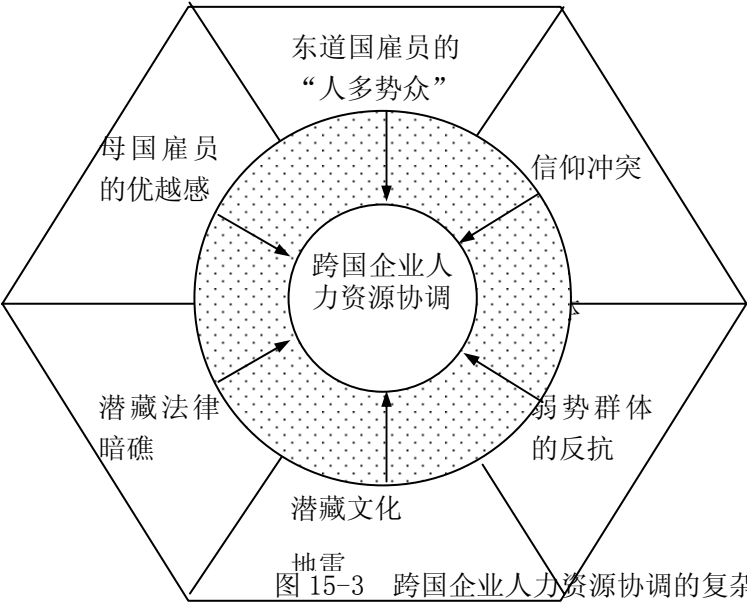 东道国雇员的
“人多势众”
母国雇员
的优越感
信仰冲突
跨国企业人
力资源协调
潜藏法律
暗礁
弱势群体
的反抗
潜藏文化
地雷
图 15-3 跨国企业人力资源协调的复杂